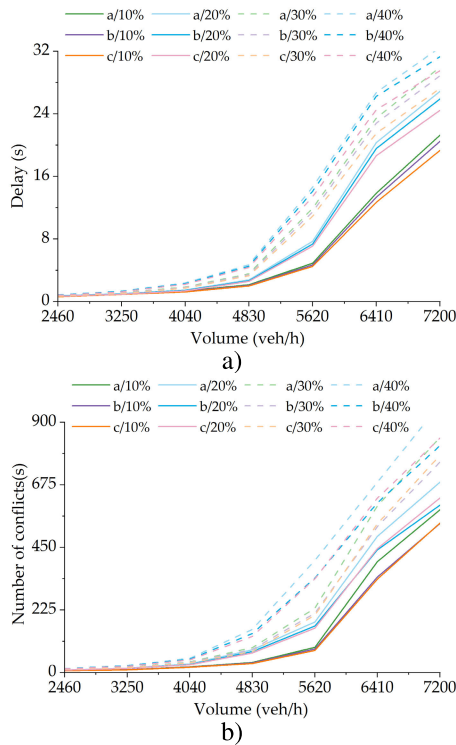 a/10% a/20% a/30% a/40%
b/10% b/20% b/30% b/40%
c/10% c/20% c/30% c/40%
32
24
16
8
0
Delay (s)
2460 3250 4040 4830 5620 6410 7200
Volume (veh/h)
a)
a/10% a/20% a/30% a/40%
b/10% b/20% b/30% b/40%
c/10% c/20% c/30% c/40%
900
675
450
225
0
Number of conflicts(s)
2460 3250 4040 4830 5620 6410 7200
Volume (veh/h)
b)